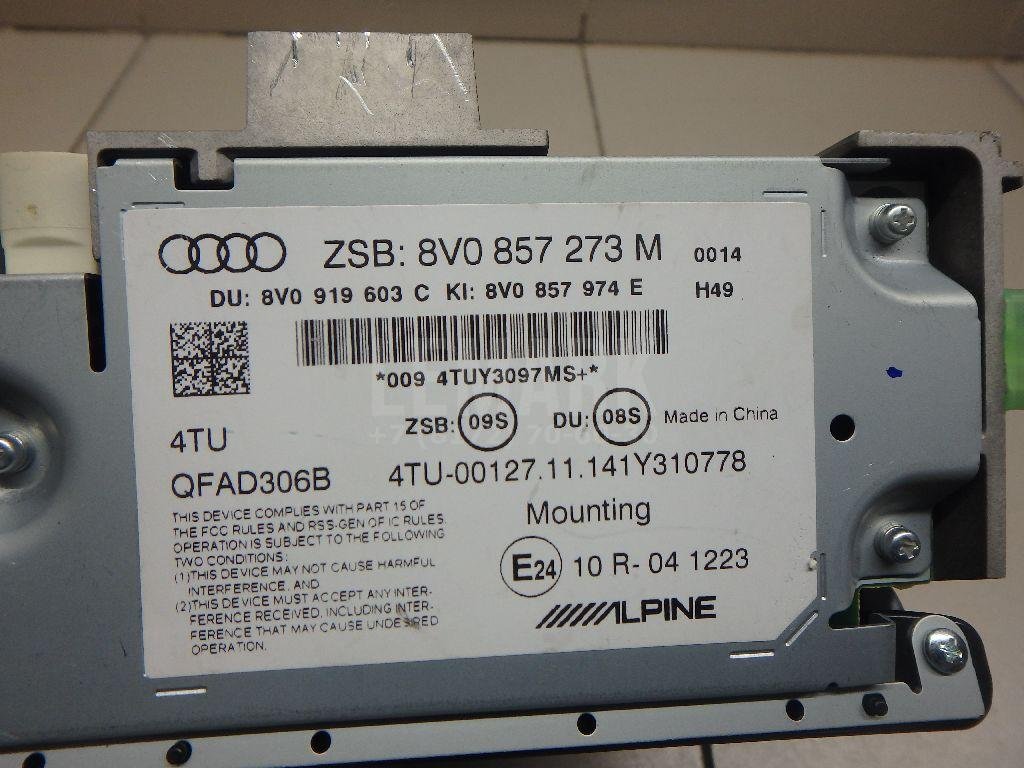 ZSB: 8V0 857 273 M 0014
DU: 8V0 919 603 C KI: 8V0 857 974 E H49
*009 4TUY3097MS+*
ZSB: 09S DU: 08S Made in China
4TU
QFAD306B 4TU-00127.11.141Y310778
THIS DEVICE COMPLIES WITH PART 15 OF
THE FCC RULES AND RSS-GEN OF IC RULES.
OPERATION IS SUBJECT TO THE FOLLOWING
TWO CONDITIONS:
(1)THIS DEVICE MAY NOT CAUSE HARMFUL
INTERFERENCE, AND
(2)THIS DEVICE MUST ACCEPT ANY INTER-
FERENCE RECEIVED, INCLUDING INTER-
FERENCE THAT MAY CAUSE UNDESIRED
OPERATION.
Mounting
E24 10 R- 04 1223
ALPINE